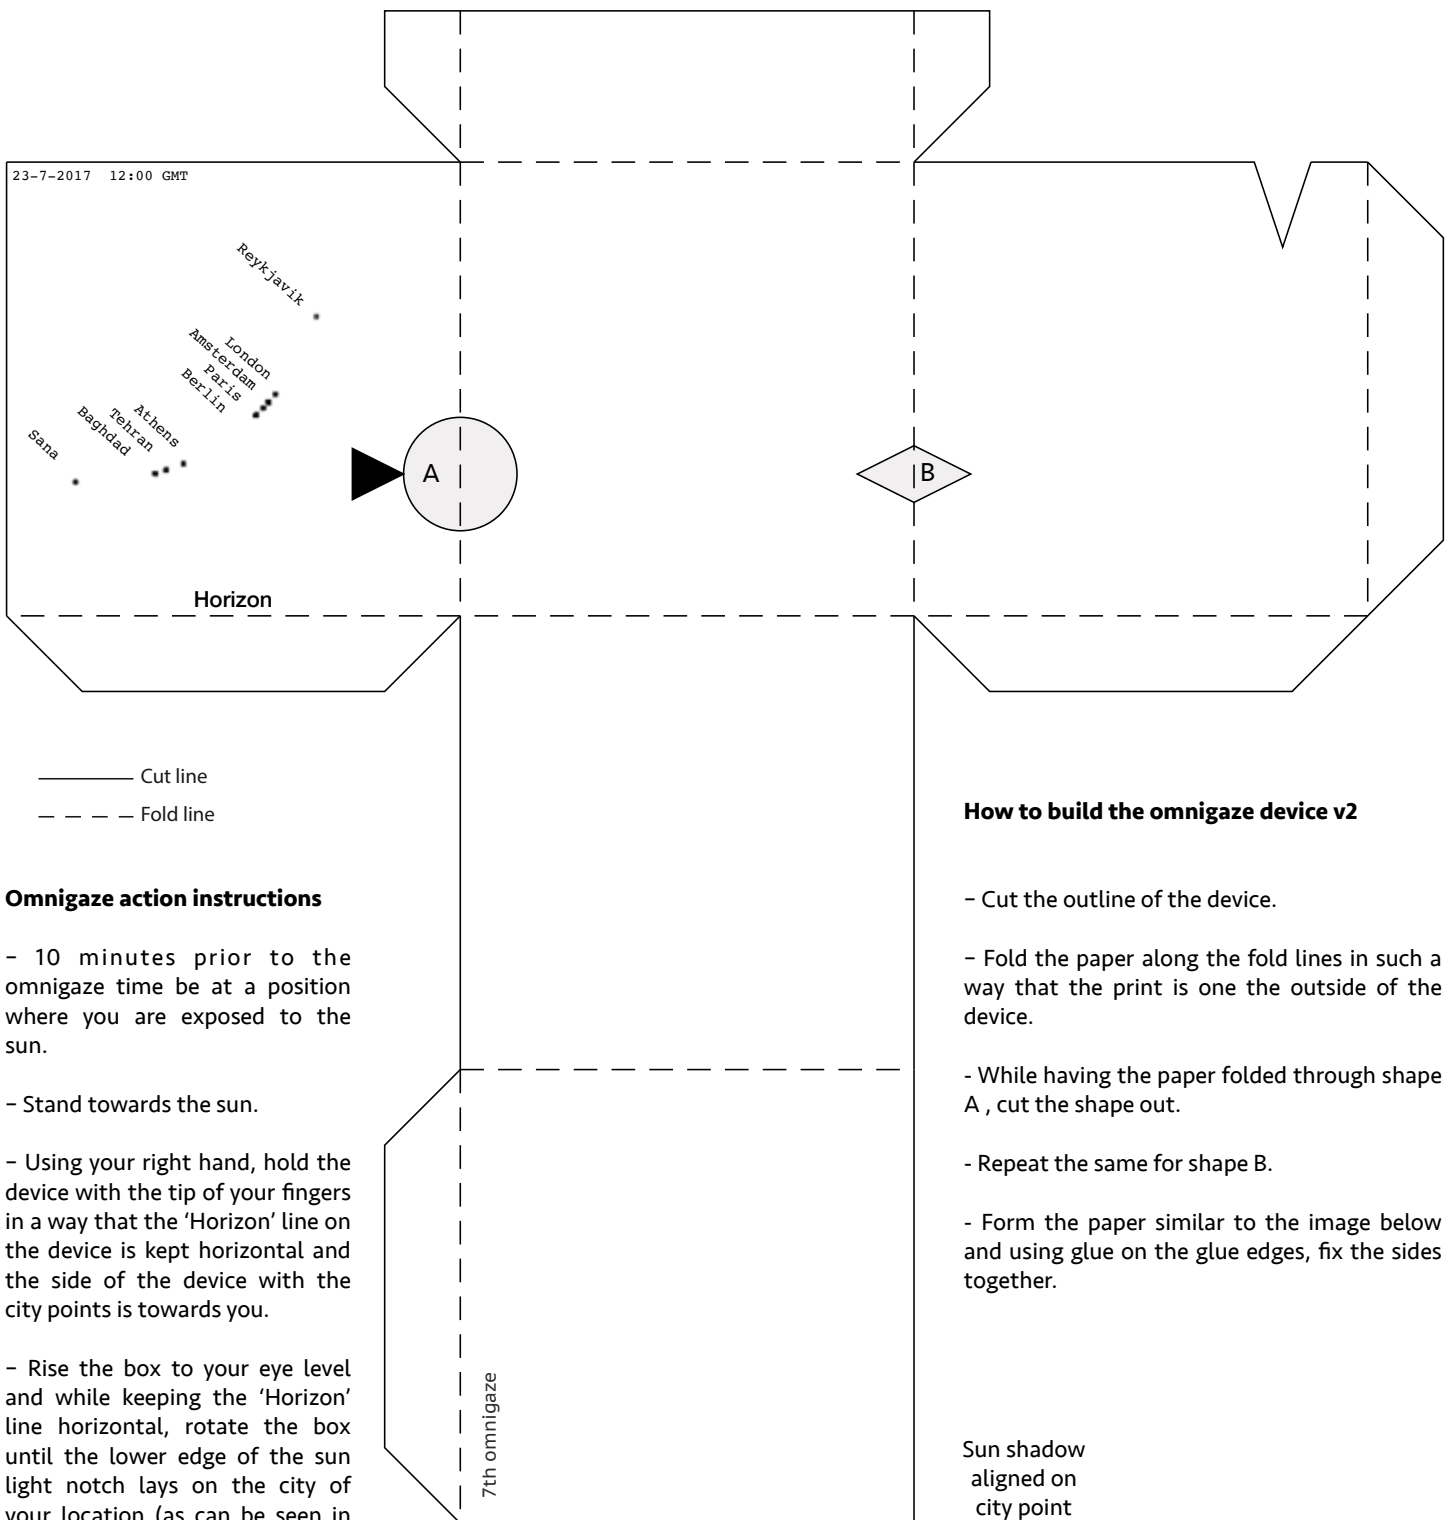 23-7-2017 12:00 GMT
Reykjavik
London
Amsterdam
Paris
Berlin
Athens
Tehran
Baghdad
Sana
A
B
Horizon
Cut line
Fold line
Omnigaze action instructions
– 10 minutes prior to the
omnigaze time be at a position
where you are exposed to the
sun.
– Stand towards the sun.
– Using your right hand, hold the
device with the tip of your fingers
in a way that the ‘Horizon’ line on
the device is kept horizontal and
the side of the device with the
city points is towards you.
– Rise the box to your eye level
and while keeping the ‘Horizon’
line horizontal, rotate the box
until the lower edge of the sun
light notch lays on the city of
your location (as can be seen in
7th omnigaze
How to build the omnigaze device v2
– Cut the outline of the device.
– Fold the paper along the fold lines in such a
way that the print is one the outside of the
device.
- While having the paper folded through shape
A , cut the shape out.
- Repeat the same for shape B.
- Form the paper similar to the image below
and using glue on the glue edges, fix the sides
together.
Sun shadow
aligned on
city point